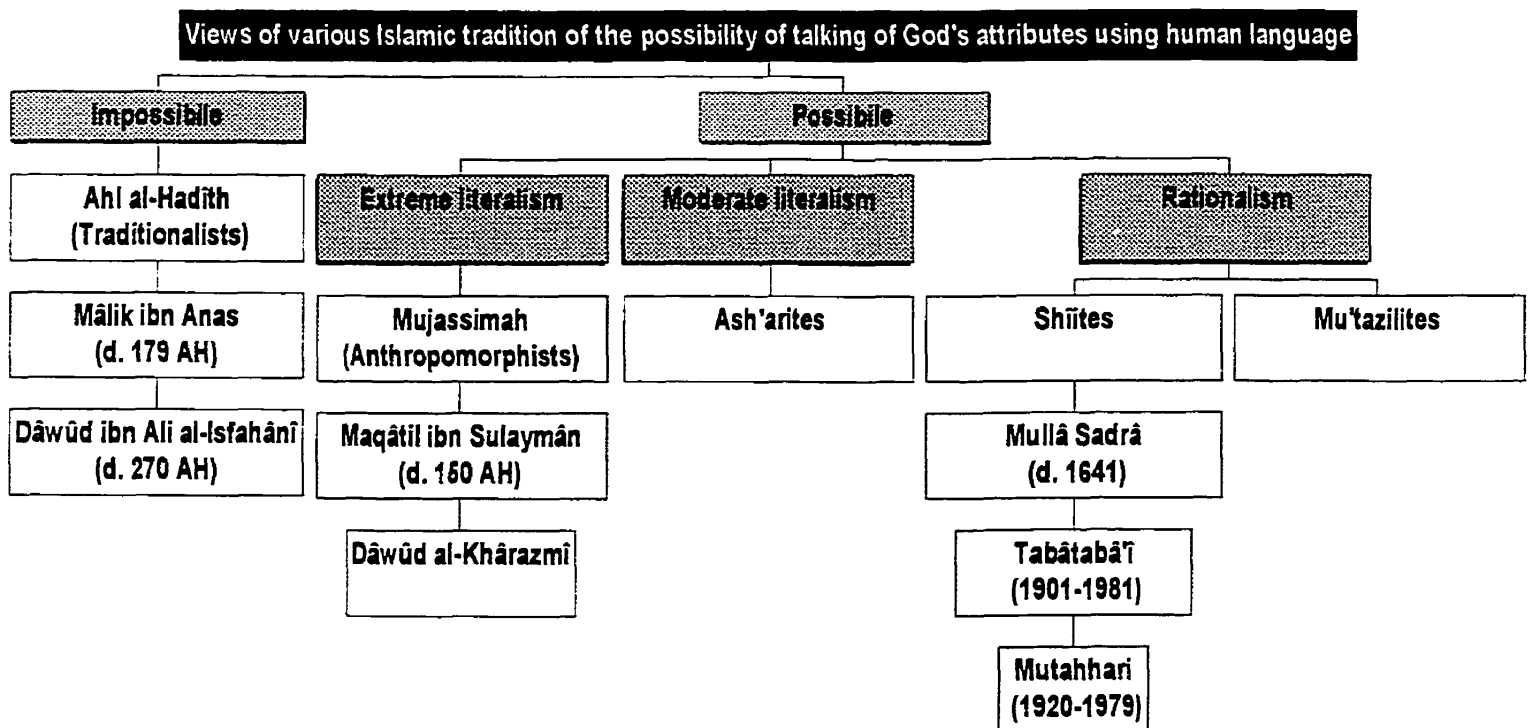 Views of various Islamic tradition of the possibility of talking of God's attributes using human language
Impossibile
Possibile
Ahl al-Hadîth
(Traditionalists)
Extreme literalism
Moderate literalism
Rationalism
Mâlik ibn Anas
(d. 179 AH)
Mujassimah
(Anthropomorphists)
Ash'arites
Shîites
Mu'tazilites
Dâwûd ibn Ali al-Isfahânî
(d. 270 AH)
Maqâtil ibn Sulaymân
(d. 150 AH)
Mullâ Sadrâ
(d. 1641)
Dâwûd al-Khârazmî
Tabâtabâ'î
(1901-1981)
Mutahhari
(1920-1979)